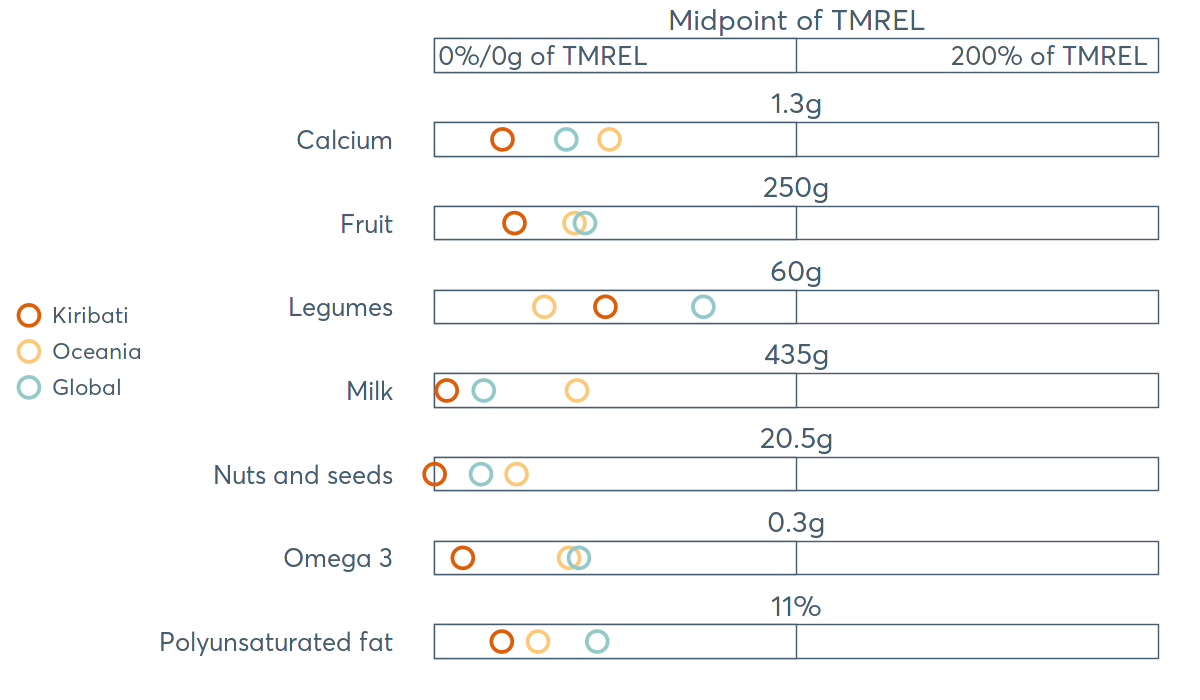 Midpoint of TMREL
0%/0g of TMREL
200% of TMREL
1.3g
Calcium
250g
Fruit
60g
Legumes
435g
Milk
20.5g
Nuts and seeds
0.3g
Omega 3
11%
Polyunsaturated fat
Kiribati
Oceania
Global